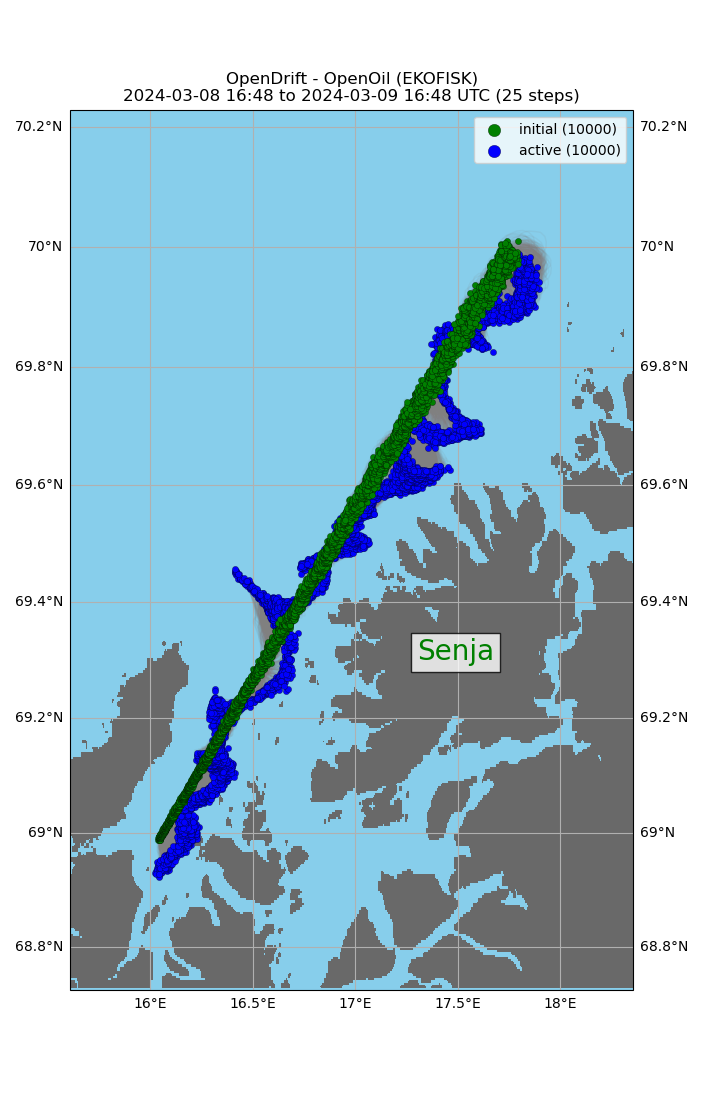 OpenDrift - OpenOil (EKOFISK)
2024-03-08 16:48 to 2024-03-09 16:48 UTC (25 steps)
initial (10000)
active (10000)
70.2°N 70.2°N
70°N 70°N
69.8°N 69.8°N
69.6°N 69.6°N
69.4°N 69.4°N
Senja
69.2°N 69.2°N
69°N 69°N
68.8°N 68.8°N
16°E 16.5°E 17°E 17.5°E 18°E